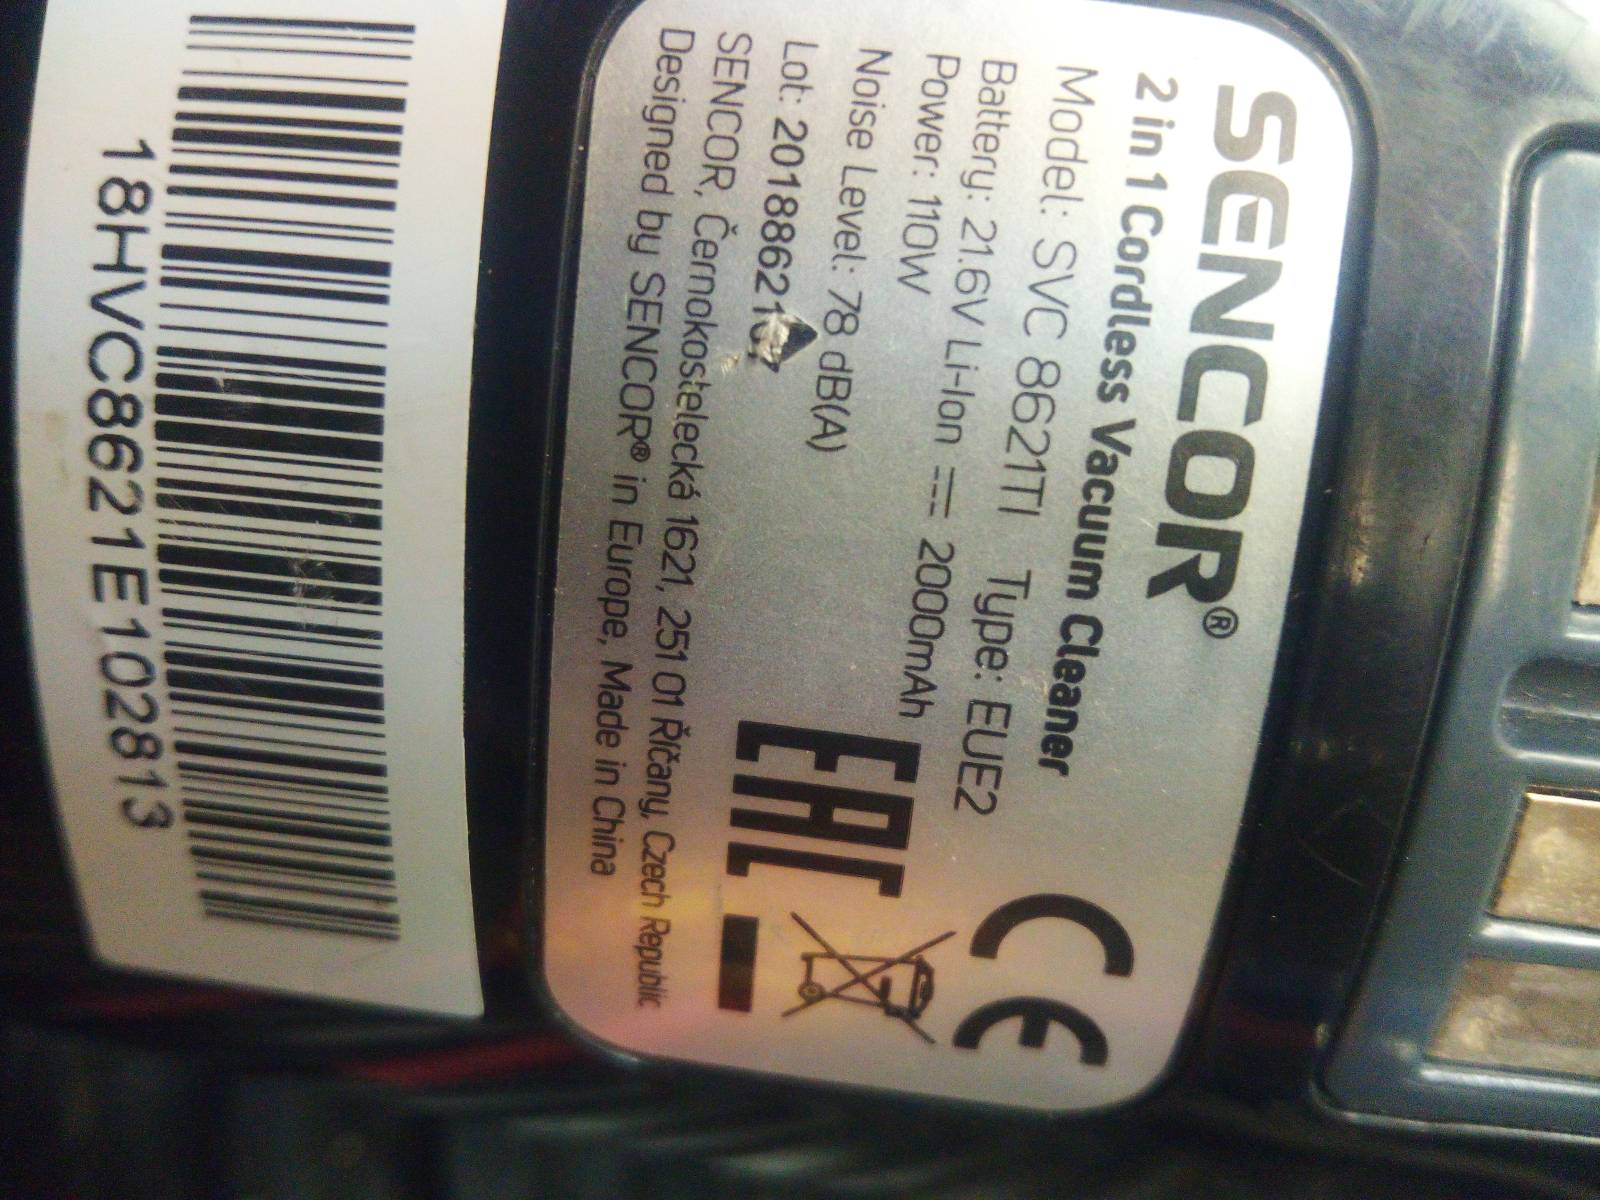 SENCOR®
2 in 1 Cordless Vacuum Cleaner
Model: SVC 8621TI Type: EUE2
Battery: 21.6V Li-Ion ⎓ 2000mAh
Power: 110W
Noise Level: 78 dB(A)
Lot:
SENCOR, Černokostelecká 1621, 251 01 Říčany, Czech Republic
Designed by SENCOR® in Europe, Made in China
CE
EAC
18HVC8621E102813